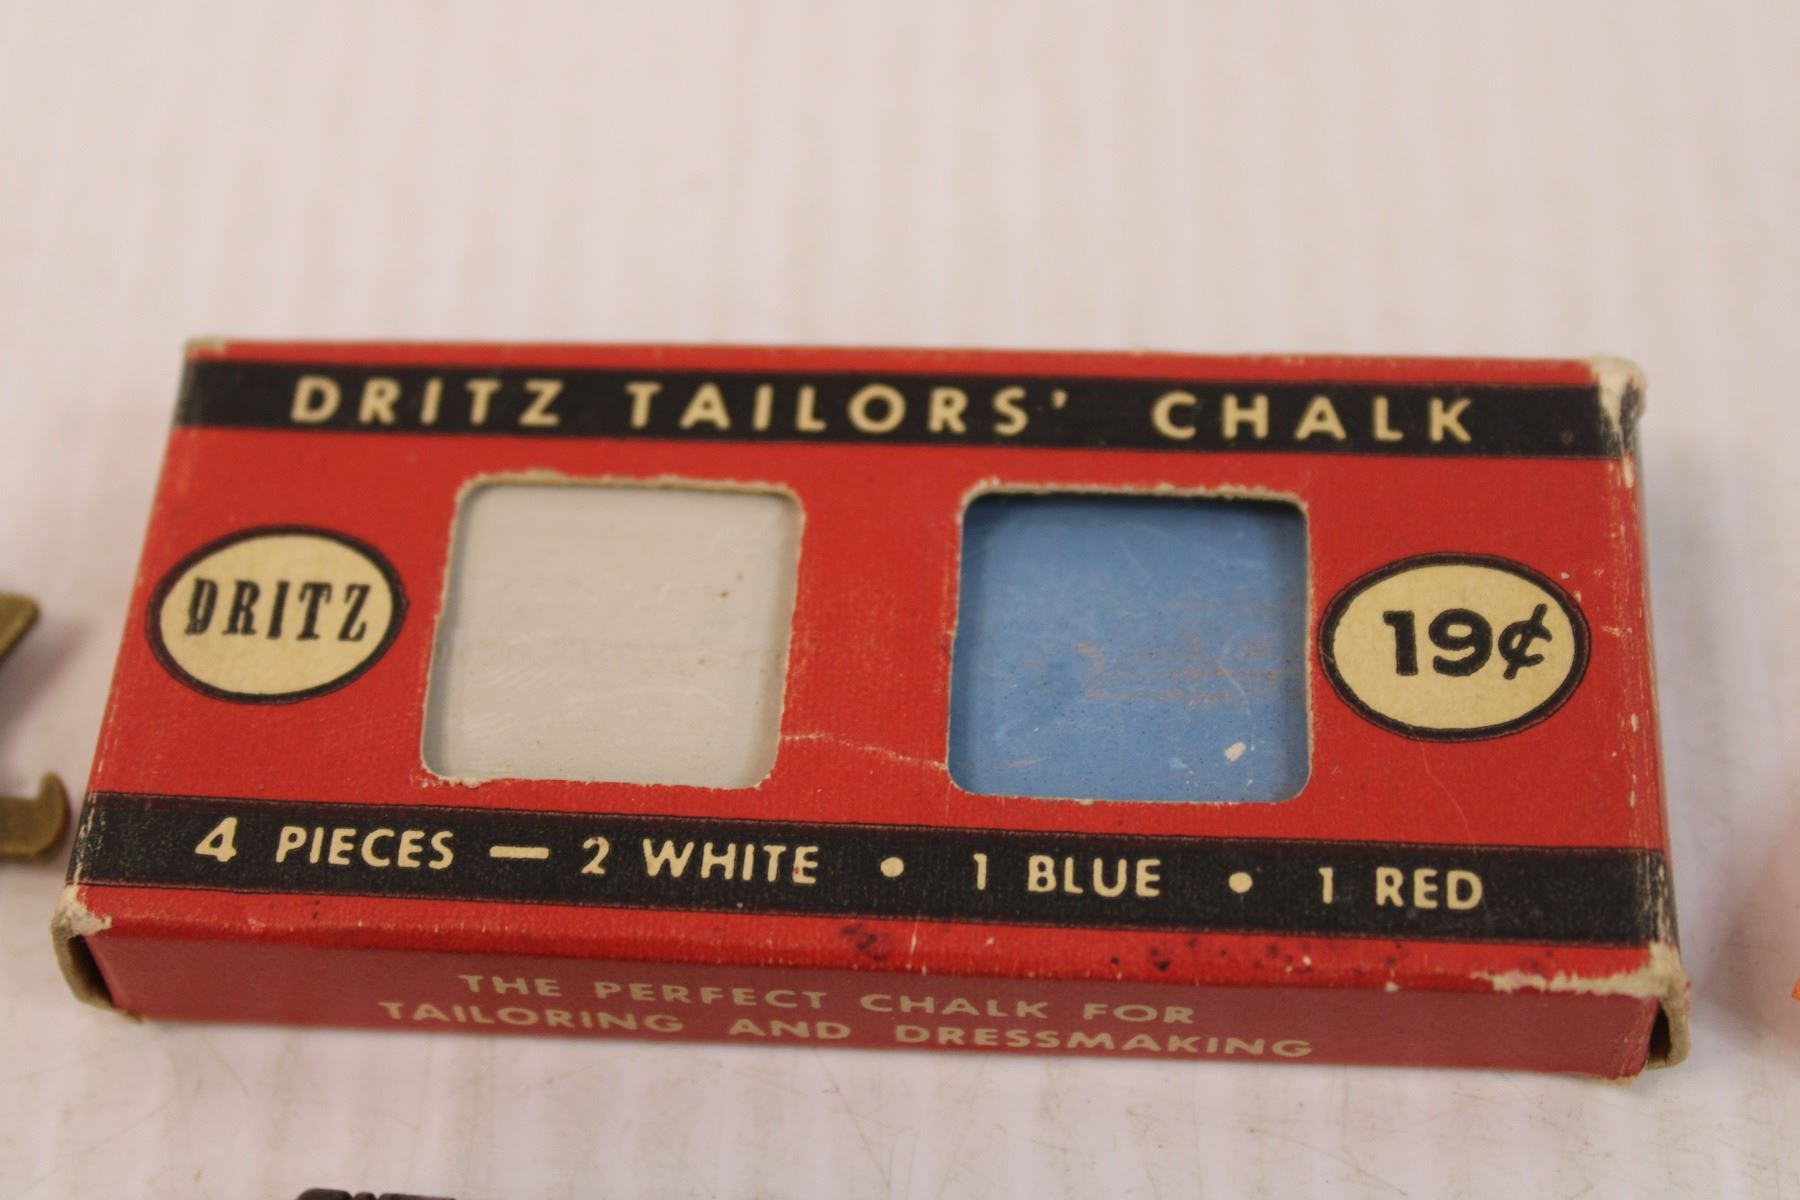 DRITZ TAILORS' CHALK
DRITZ
19¢
4 PIECES — 2 WHITE • 1 BLUE • 1 RED
THE PERFECT CHALK FOR
TAILORING AND DRESSMAKING